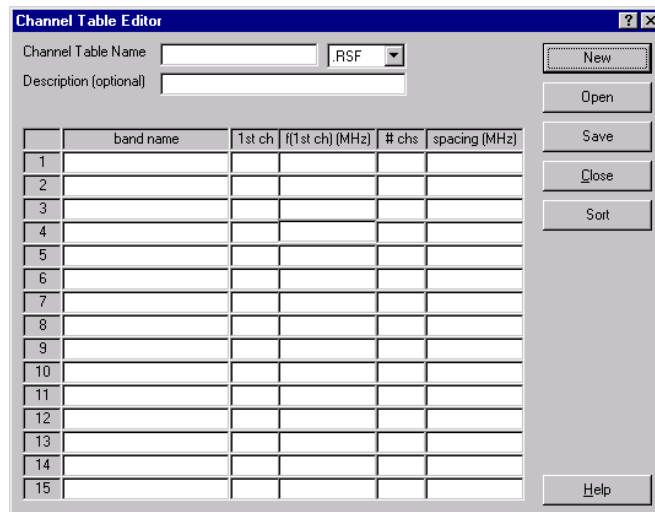 Channel Table Editor
? X
Channel Table Name .RSF New
Description (optional) Open
band name 1st ch f(1st ch) (MHz) # chs spacing (MHz) Save
1
2 Close
3 Sort
4
5
6
7
8
9
10
11
12
13
14
15 Help